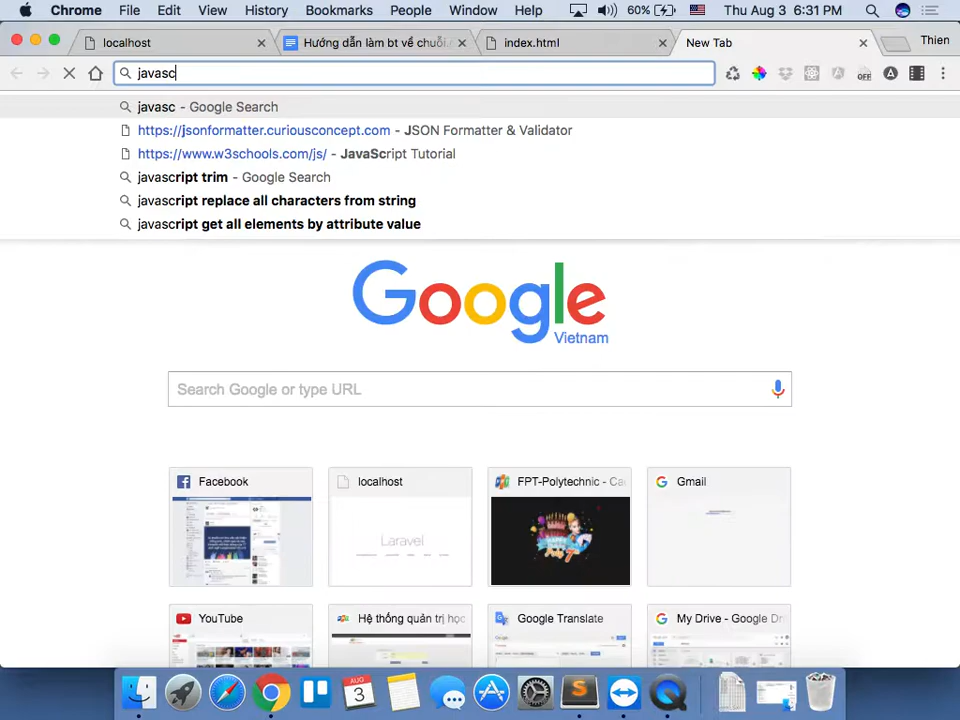 Chrome File Edit View History Bookmarks People Window Help 60% Thu Aug 3 6:31 PM
localhost
Hướng dẫn làm bt về chuỗi.
index.html
New Tab
Thien
javasc
OFF
javasc - Google Search
https://jsonformatter.curiousconcept.com - JSON Formatter & Validator
https://www.w3schools.com/js/ - JavaScript Tutorial
javascript trim - Google Search
javascript replace all characters from string
javascript get all elements by attribute value
Google
Vietnam
Search Google or type URL
Facebook
localhost
FPT-Polytechnic - Ca
Gmail
Laravel
YouTube
Hệ thống quản trị học
Google Translate
My Drive - Google Dr
AUG
3